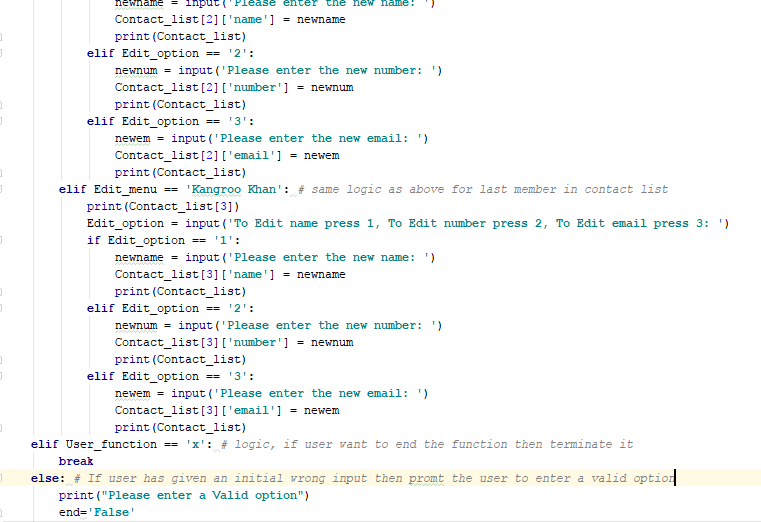 newname = input('Please enter the new name: ')
Contact_list[2]['name'] = newname
print(Contact_list)
elif Edit_option == '2':
newnum = input('Please enter the new number: ')
Contact_list[2]['number'] = newnum
print(Contact_list)
elif Edit_option == '3':
newem = input('Please enter the new email: ')
Contact_list[2]['email'] = newem
print(Contact_list)
elif Edit_menu == 'Kangroo Khan': # same logic as above for last member in contact list
print(Contact_list[3])
Edit_option = input('To Edit name press 1, To Edit number press 2, To Edit email press 3: ')
if Edit_option == '1':
newname = input('Please enter the new name: ')
Contact_list[3]['name'] = newname
print(Contact_list)
elif Edit_option == '2':
newnum = input('Please enter the new number: ')
Contact_list[3]['number'] = newnum
print(Contact_list)
elif Edit_option == '3':
newem = input('Please enter the new email: ')
Contact_list[3]['email'] = newem
print(Contact_list)
elif User_function == 'x': # logic, if user want to end the function then terminate it
break
else: # If user has given an initial wrong input then promt the user to enter a valid option
print("Please enter a Valid option")
end='False'